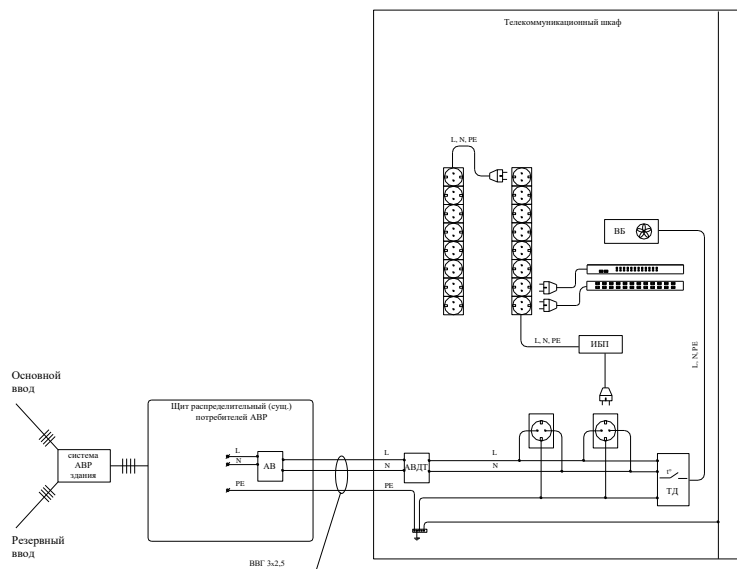 Телекоммуникационный шкаф
L, N, PE
ВБ
L, N, PE
ИБП
L, N, PE
Основной
ввод
Щит распределительный (сущ.)
потребителей АВР
система
АВР
здания
L
N
АВ
PE
L
N
PE
АВДТ
L
N
t°
ТД
Резервный
ввод
ВВГ 3х2,5